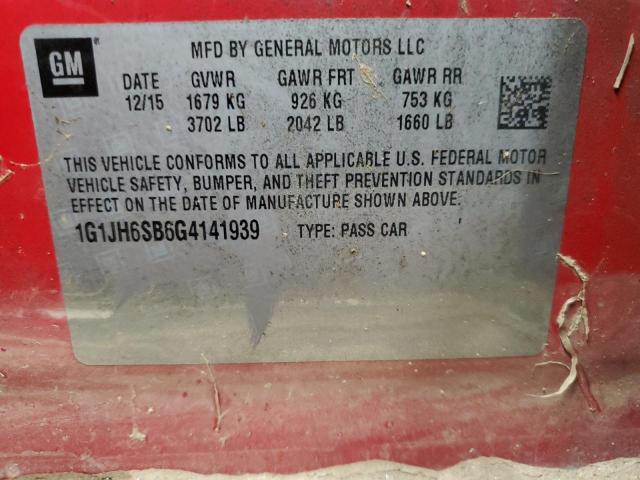 GM
MFD BY GENERAL MOTORS LLC
DATE GVWR GAWR FRT GAWR RR
12/15 1679 KG 926 KG 753 KG
3702 LB 2042 LB 1660 LB
THIS VEHICLE CONFORMS TO ALL APPLICABLE U.S. FEDERAL MOTOR
VEHICLE SAFETY, BUMPER, AND THEFT PREVENTION STANDARDS IN
EFFECT ON THE DATE OF MANUFACTURE SHOWN ABOVE.
1G1JH6SB6G4141939 TYPE: PASS CAR